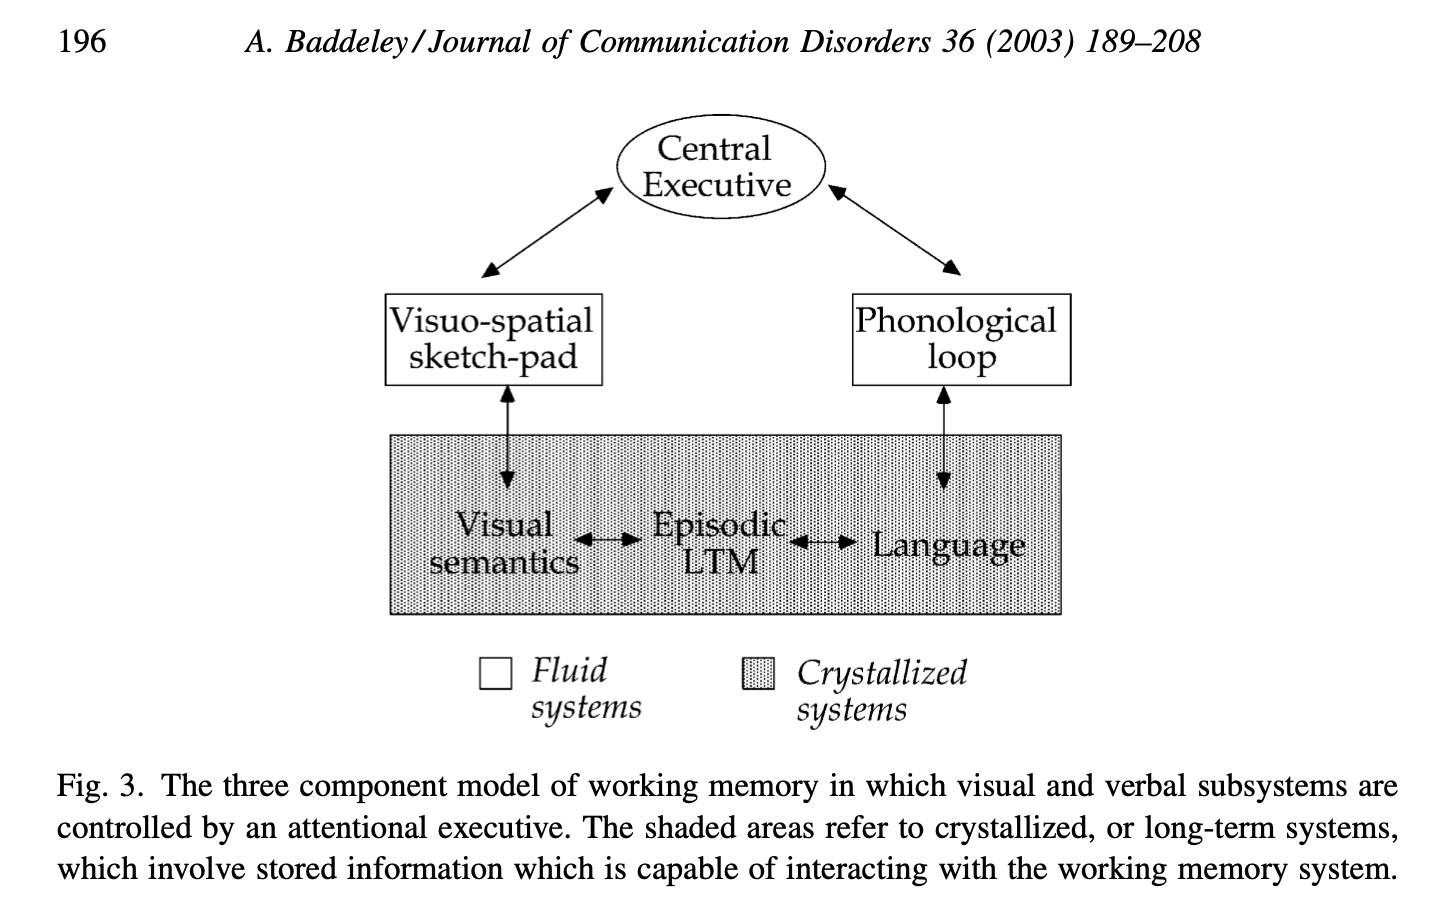 196 A. Baddeley / Journal of Communication Disorders 36 (2003) 189–208
Central
Executive
Visuo-spatial
sketch-pad
Phonological
loop
Visual
semantics
Episodic
LTM
Language
Fluid
systems
Crystallized
systems
Fig. 3. The three component model of working memory in which visual and verbal subsystems are
controlled by an attentional executive. The shaded areas refer to crystallized, or long-term systems,
which involve stored information which is capable of interacting with the working memory system.